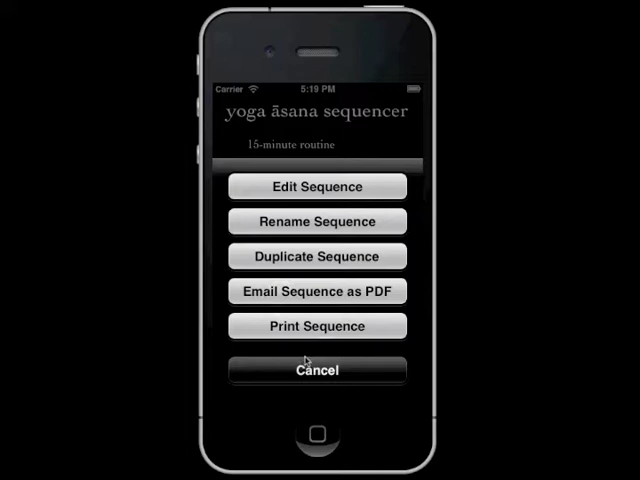 Carrier 5:19 PM
yoga āsana sequencer
15-minute routine
Edit Sequence
Rename Sequence
Duplicate Sequence
Email Sequence as PDF
Print Sequence
Cancel